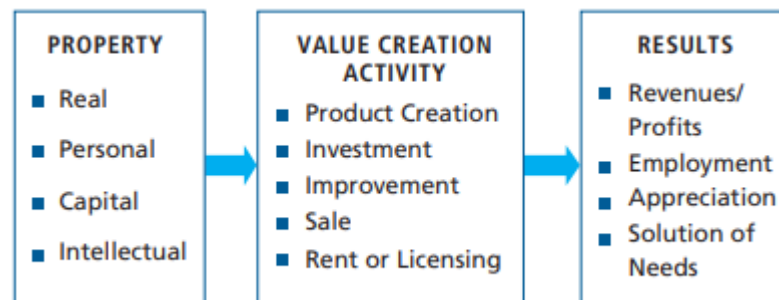 PROPERTY
Real
Personal
Capital
Intellectual
VALUE CREATION
ACTIVITY
Product Creation
Investment
Improvement
Sale
Rent or Licensing
RESULTS
Revenues/
Profits
Employment
Appreciation
Solution of
Needs